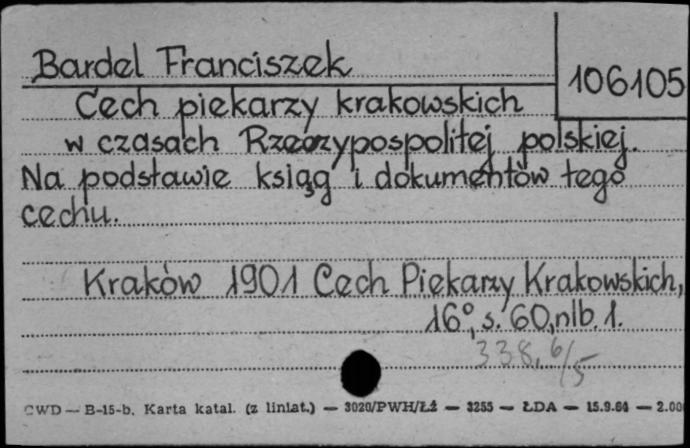 Bardel Franciszek
106105
Cech piekarzy krakowskich
w czasach Rzeczypospolitej polskiej.
Na podstawie ksiąg i dokumentów tego
cechu.
Kraków 1901 Cech Piekarzy Krakowskich,
16°, s. 60, nlb. 1.
338.6/5
CWD — B-15-b. Karta katal. (z liniat.) — 3020/PWH/Łż — 3255 — ŁDA — 15.9.64 — 2.00